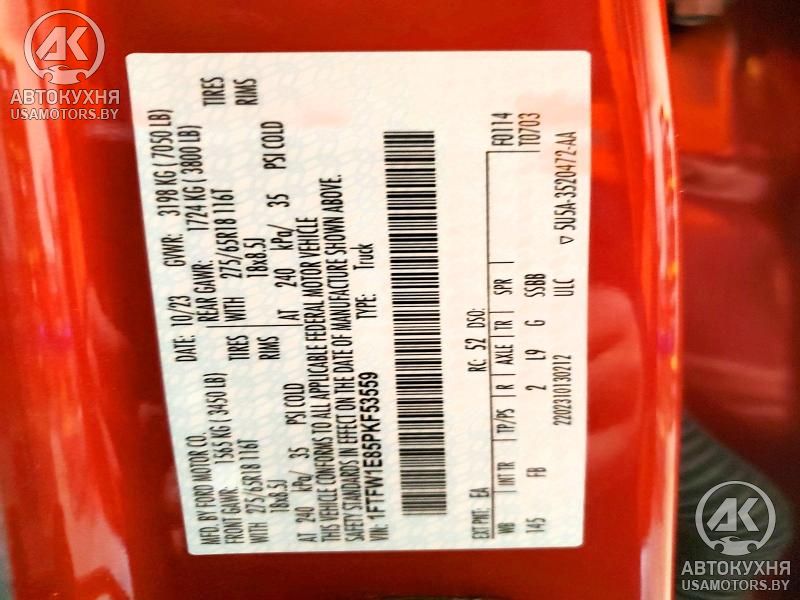 АК
АВТОКУХНЯ
USAMOTORS.BY
MFD. BY FORD MOTOR CO.
DATE: 10/23 GVWR: 3198 KG ( 7050 LB)
FRONT GAWR: 1565 KG ( 3450 LB) REAR GAWR: 1724 KG ( 3800 LB)
WITH 275/65R18 116T TIRES WITH 275/65R18 116T TIRES
18x8.5J RIMS 18x8.5J RIMS
AT 240 kPa/ 35 PSI COLD AT 240 kPa/ 35 PSI COLD
THIS VEHICLE CONFORMS TO ALL APPLICABLE FEDERAL MOTOR VEHICLE
SAFETY STANDARDS IN EFFECT ON THE DATE OF MANUFACTURE SHOWN ABOVE.
VIN: 1FTFW1E85PKF53559 TYPE: Truck
F0114
EXT PNT: EA RC: 52 DSO: T0703
WB INT TR TP/PS R AXLE TR SPR
145 FB 2 L9 G SSBB
2202310130212 ULC ▽ 5U5A-3520472-AA
АК
АВТОКУХНЯ
USAMOTORS.BY